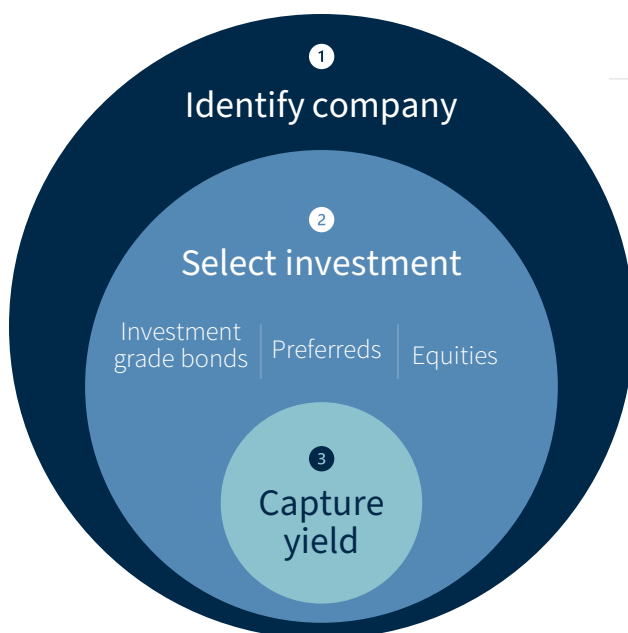 1
Identify company
2
Select investment
Investment
grade bonds
Preferreds
Equities
3
Capture
yield